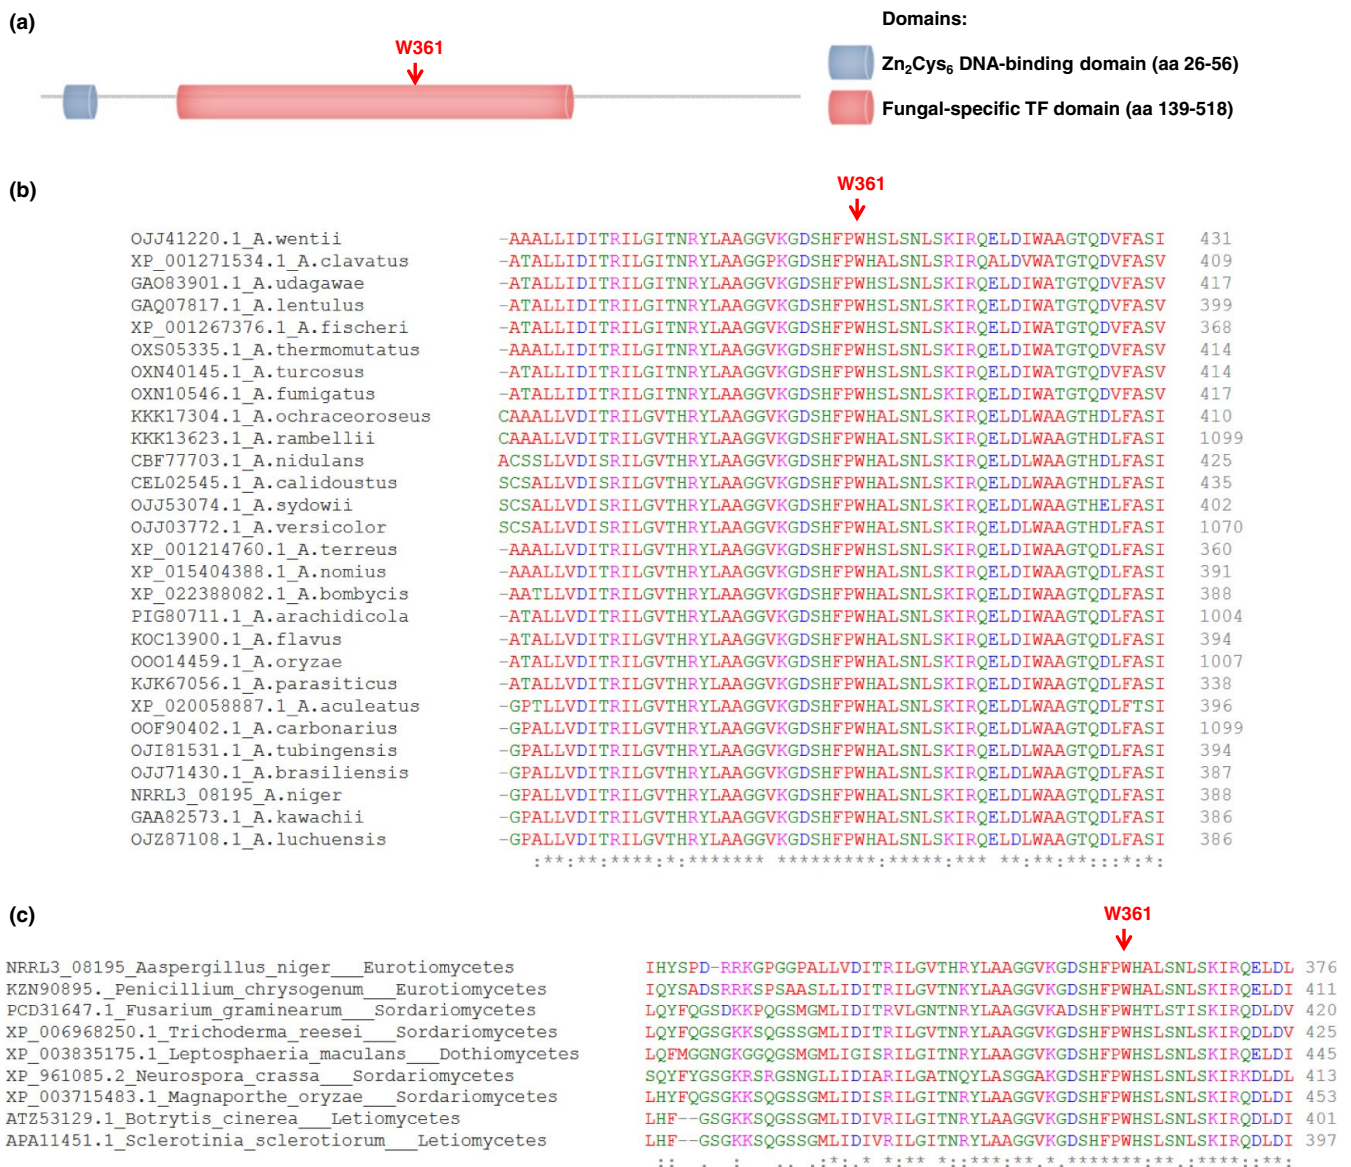 (a)
W361
Domains:
Zn2Cys6 DNA-binding domain (aa 26-56)
Fungal-specific TF domain (aa 139-518)
(b)
W361
OJJ41220.1_A.wentii -AAALLIDITRILGITNRYLAAGGVKGDSHFPWHSLSNLSKIRQELDIWAAGTQDVFASI 431
XP_001271534.1_A.clavatus -ATALLIDITRILGITNRYLAAGGPKGDSHFPWHALSNLSRIRQALDVWATGTQDVFASV 409
GAO83901.1_A.udagawae -ATALLIDITRILGITNRYLAAGGVKGDSHFPWHALSNLSKIRQELDIWATGTQDVFASV 417
GAQ07817.1_A.lentulus -ATALLIDITRILGITNRYLAAGGVKGDSHFPWHALSNLSKIRQELDIWATGTQDVFASV 399
XP_001267376.1_A.fischeri -ATALLIDITRILGITNRYLAAGGVKGDSHFPWHALSNLSKIRQELDIWATGTQDVFASV 368
OXS05335.1_A.thermomutatus -AAALLIDITRILGITNRYLAAGGVKGDSHFPWHSLSNLSKIRQELDIWATGTQDVFASV 414
OXN40145.1_A.turcosus -ATALLIDITRILGITNRYLAAGGVKGDSHFPWHALSNLSKIRQELDIWATGTQDVFASV 414
OXN10546.1_A.fumigatus -ATALLIDITRILGITNRYLAAGGVKGDSHFPWHALSNLSKIRQELDIWATGTQDVFASV 417
KKK17304.1_A.ochraceoroseus CAAALLVDITRILGVTHRYLAAGGVKGDSHFPWHALSNLSKIRQELDLWAAGTHDLFASI 410
KKK13623.1_A.rambellii CAAALLVDITRILGVTHRYLAAGGVKGDSHFPWHALSNLSKIRQELDLWAAGTHDLFASI 1099
CBF77703.1_A.nidulans ACSSLLVDISRILGVTHRYLAAGGVKGDSHFPWHALSNLSKIRQELDLWAAGTHDLFASI 425
CEL02545.1_A.calidoustus SCSALLVDITRILGVTHRYLAAGGVKGDSHFPWHALSNLSKIRQELDLWAAGTHDLFASI 435
OJJ53074.1_A.sydowii SCSALLVDISRILGVTHRYLAAGGVKGDSHFPWHALSNLSKIRQELDLWAAGTHELFASI 402
OJJ03772.1_A.versicolor SCSALLVDISRILGVTHRYLAAGGVKGDSHFPWHALSNLSKIRQELDLWAAGTHDLFASI 1070
XP_001214760.1_A.terreus -AAALLVDITRILGVTHRYLAAGGVKGDSHFPWHSLSNLSKIRQELDLWAAGTQDLFASI 360
XP_015404388.1_A.nomius -AAALLVDITRILGVTHRYLAAGGVKGDSHFPWHALSNLSKIRQELDIWAAGTQDLFASI 391
XP_022388082.1_A.bombycis -AATLLVDITRILGVTHRYLAAGGVKGDSHFPWHALSNLSKIRQELDIWAAGTQDLFASI 388
PIG80711.1_A.arachidicola -ATALLVDITRILGVTHRYLAAGGVKGDSHFPWHALSNLSKIRQELDIWAAGTQDLFASI 1004
KOC13900.1_A.flavus -ATALLVDITRILGVTHRYLAAGGVKGDSHFPWHALSNLSKIRQELDIWAAGTQDLFASI 394
OOO14459.1_A.oryzae -ATALLVDITRILGVTHRYLAAGGVKGDSHFPWHALSNLSKIRQELDIWAAGTQDLFASI 1007
KJK67056.1_A.parasiticus -ATALLVDITRILGVTHRYLAAGGVKGDSHFPWHALSNLSKIRQELDIWAAGTQDLFASI 338
XP_020058887.1_A.aculeatus -GPTLLVDITRILGVTHRYLAAGGVKGDSHFPWHALSNLSKIRQELDLWAAGTQDLFTSI 396
OOF90402.1_A.carbonarius -GPALLVDITRILGVTHRYLAAGGVKGDSHFPWHALSNLSKIRQELDLWAAGTQDLFASI 1099
OJI81531.1_A.tubingensis -GPALLVDITRILGVTHRYLAAGGVKGDSHFPWHALSNLSKIRQELDLWAAGTQDLFASI 394
OJJ71430.1_A.brasiliensis -GPALLVDITRILGVTHRYLAAGGVKGDSHFPWHALSNLSKIRQELDLWAAGTQDLFASI 387
NRRL3_08195_A.niger -GPALLVDITRILGVTHRYLAAGGVKGDSHFPWHALSNLSKIRQELDLWAAGTQDLFASI 388
GAA82573.1_A.kawachii -GPALLVDITRILGVTHRYLAAGGVKGDSHFPWHALSNLSKIRQELDLWAAGTQDLFASI 386
OJZ87108.1_A.luchuensis -GPALLVDITRILGVTHRYLAAGGVKGDSHFPWHALSNLSKIRQELDLWAAGTQDLFASI 386
:**:**:****:*:******* *********:*****:*** **:**:**:::**:*:
(c)
W361
NRRL3_08195_Aaspergillus_niger___Eurotiomycetes IHYSPD-RRKGPGGPALLVDITRILGVTHRYLAAGGVKGDSHFPWHALSNLSKIRQELDL 376
KZN90895._Penicillium_chrysogenum___Eurotiomycetes IQYSADSRRKSPSAASLLIDITRILGVTNKYLAAGGVKGDSHFPWHALSNLSKIRQELDI 411
PCD31647.1_Fusarium_graminearum___Sordariomycetes LQYFQGSDKKPQGSMGMLIDITRVLGNTNRYLAAGGVKADSHFPWHTLSTISKIRQDLDV 420
XP_006968250.1_Trichoderma_reesei___Sordariomycetes LQYFQGSGKKSQGSSGMLIDITRILGVTNRYLAAGGVKGDSHFPWHSLSNLSKIRQDLDV 425
XP_003835175.1_Leptosphaeria_maculans___Dothiomycetes LQFMGGNGKGGQGSMGMLIGISRILGITNRYLAAGGVKGDSHFPWHSLSNLSKIRQELDI 445
XP_961085.2_Neurospora_crassa___Sordariomycetes SQYFYGSGKRSRGSNGLLIDIARILGATNQYLASGGAKGDSHFPWHSLSNLSKIRKDLDL 413
XP_003715483.1_Magnaporthe_oryzae___Sordariomycetes LHYFQGSGKKSQGSSGMLIDISRILGITNRYLAAGGVKGDSHFPWHSLSNLSKIRQDLDI 453
ATZ53129.1_Botrytis_cinerea___Letiomycetes LHF--GSGKKSQGSSGMLIDIVRILGITNRYLAAGGVKGDSHFPWHSLSNLSKIRQDLDI 401
APA11451.1_Sclerotinia_sclerotiorum___Letiomycetes LHF--GSGKKSQGSSGMLIDIVRILGITNRYLAAGGVKGDSHFPWHSLSNLSKIRQDLDI 397